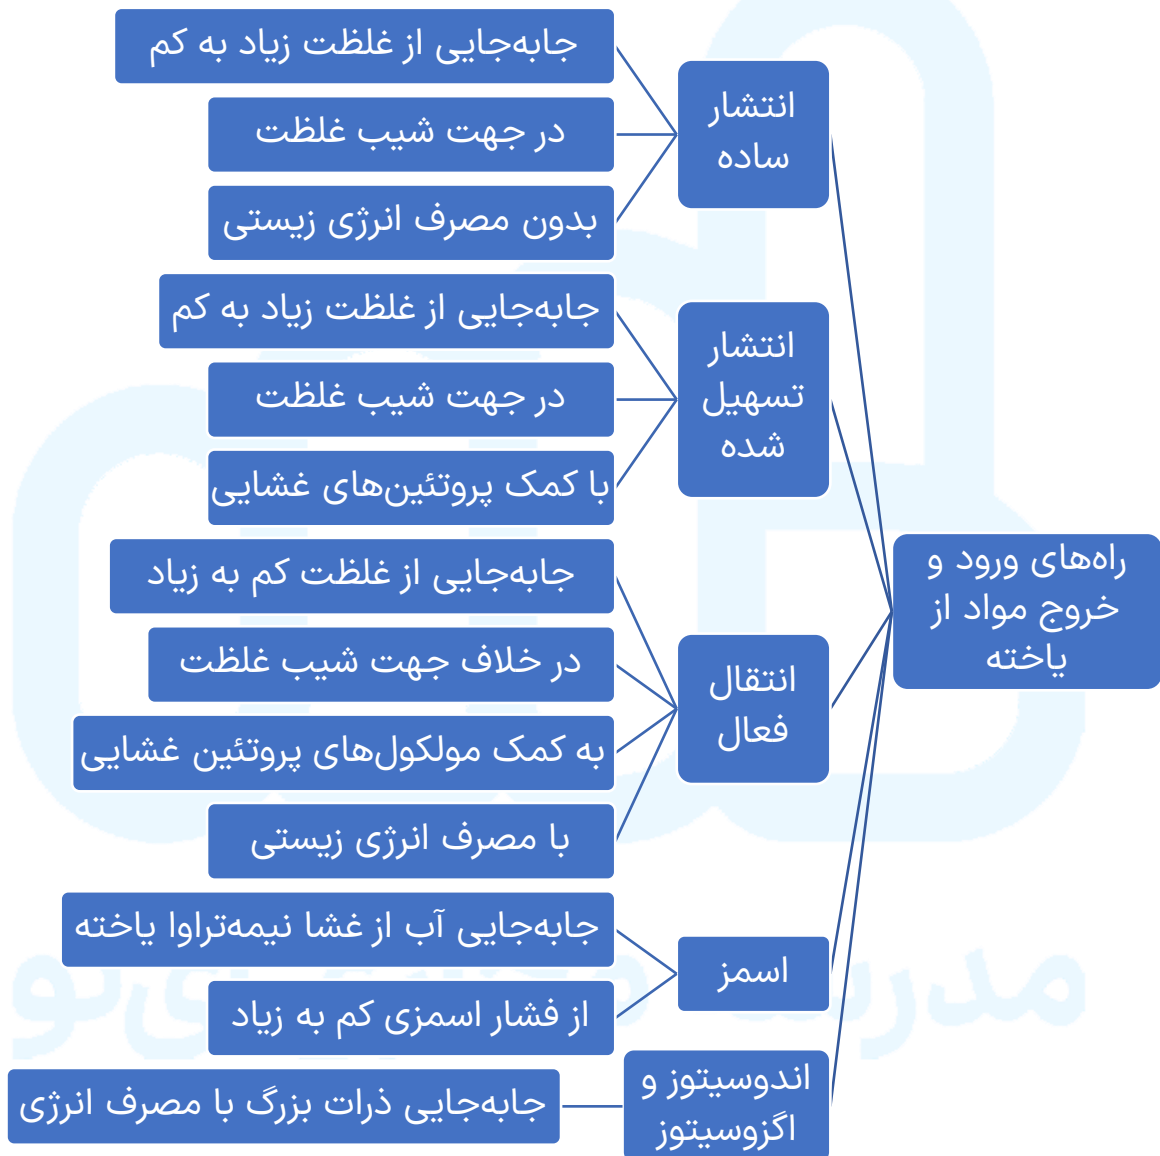 راه‌های ورود و
خروج مواد از
یاخته
انتشار
ساده
جابه‌جایی از غلظت زیاد به کم
در جهت شیب غلظت
بدون مصرف انرژی زیستی
انتشار
تسهیل
شده
جابه‌جایی از غلظت زیاد به کم
در جهت شیب غلظت
با کمک پروتئین‌های غشایی
انتقال
فعال
جابه‌جایی از غلظت کم به زیاد
در خلاف جهت شیب غلظت
به کمک مولکول‌های پروتئین غشایی
با مصرف انرژی زیستی
اسمز
جابه‌جایی آب از غشا نیمه‌تراوا یاخته
از فشار اسمزی کم به زیاد
اندوسیتوز و
اگزوسیتوز
جابه‌جایی ذرات بزرگ با مصرف انرژی
مدرسه